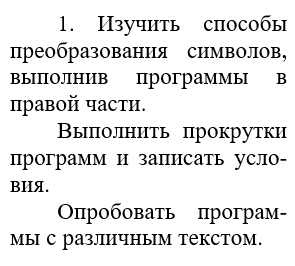 1. Изучить способы
преобразования символов,
выполнив программы в
правой части.
Выполнить прокрутки
программ и записать усло-
вия.
Опробовать програм-
мы с различным текстом.